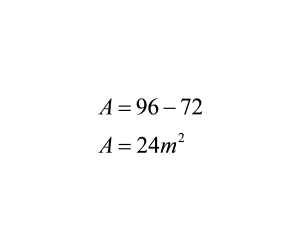 A = 96 − 72
A = 24m²